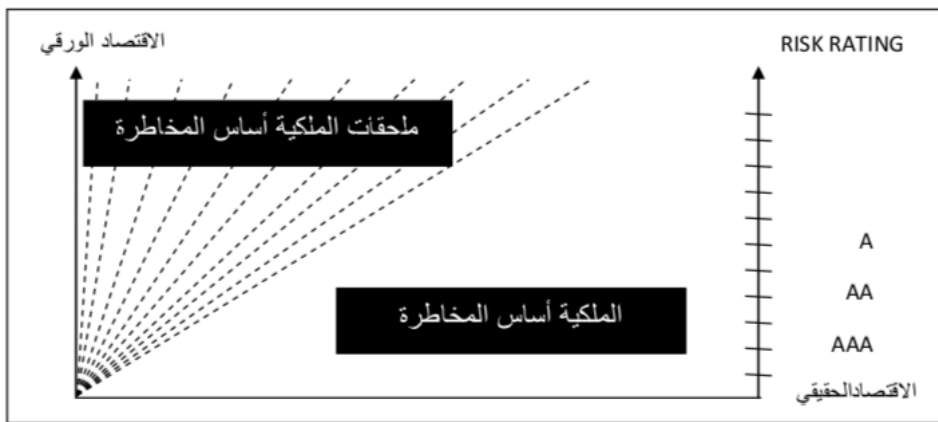 الاقتصاد الورقي
RISK RATING
ملحقات الملكية أساس المخاطرة
A
الملكية أساس المخاطرة
AA
AAA
الاقتصادالحقيقي